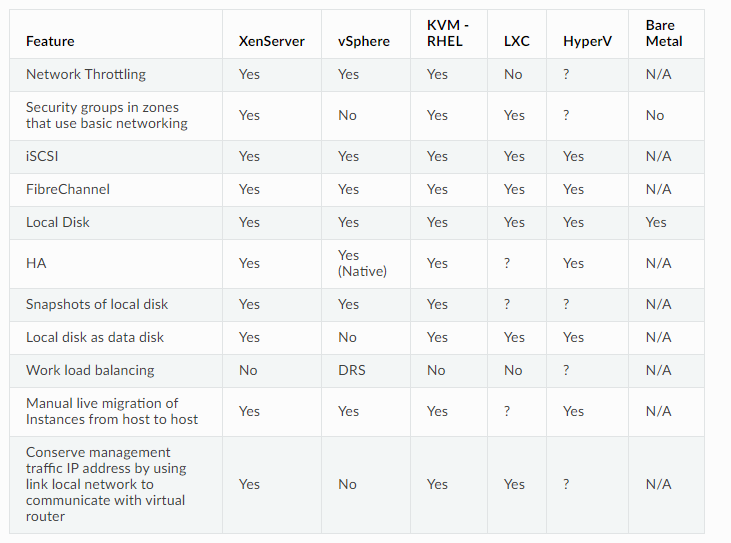 Feature XenServer vSphere KVM - RHEL LXC HyperV Bare Metal
Network Throttling Yes Yes Yes No ? N/A
Security groups in zones that use basic networking Yes No Yes Yes ? No
iSCSI Yes Yes Yes Yes Yes N/A
FibreChannel Yes Yes Yes Yes Yes N/A
Local Disk Yes Yes Yes Yes Yes Yes
HA Yes Yes (Native) Yes ? Yes N/A
Snapshots of local disk Yes Yes Yes ? ? N/A
Local disk as data disk Yes No Yes Yes Yes N/A
Work load balancing No DRS No No ? N/A
Manual live migration of Instances from host to host Yes Yes Yes ? Yes N/A
Conserve management traffic IP address by using link local network to communicate with virtual router Yes No Yes Yes ? N/A